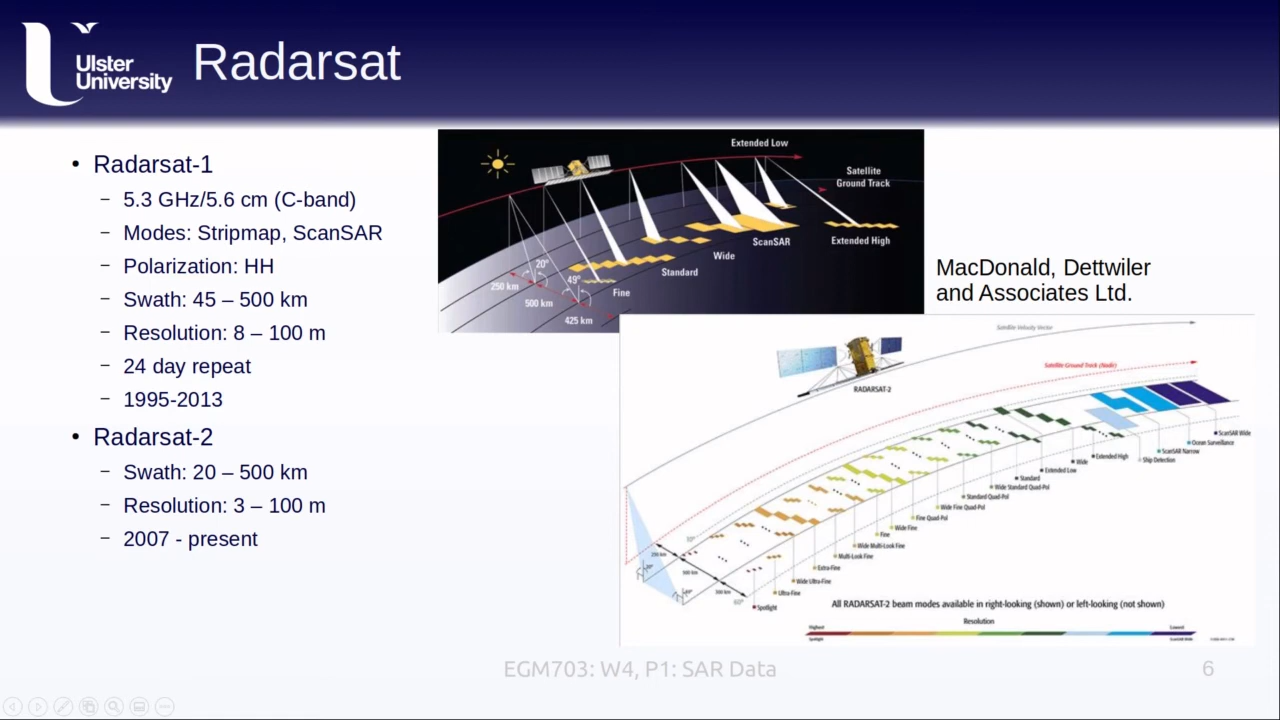 Ulster
University
Radarsat
• Radarsat-1
– 5.3 GHz/5.6 cm (C-band)
– Modes: Stripmap, ScanSAR
– Polarization: HH
– Swath: 45 – 500 km
– Resolution: 8 – 100 m
– 24 day repeat
– 1995-2013
• Radarsat-2
– Swath: 20 – 500 km
– Resolution: 3 – 100 m
– 2007 - present
Extended Low
Satellite
Ground Track
Extended High
ScanSAR
Wide
Standard
Fine
20°
49°
250 km
500 km
425 km
MacDonald, Dettwiler
and Associates Ltd.
Satellite Velocity Vector
Satellite Ground Track (Nadir)
RADARSAT-2
ScanSAR Wide
Ocean Surveillance
ScanSAR Narrow
Ship Detection
Extended High
Wide
Extended Low
Standard
Wide Standard Quad-Pol
Standard Quad-Pol
Wide Fine Quad-Pol
Fine Quad-Pol
Wide Fine
Fine
Wide Multi-Look Fine
Multi-Look Fine
Extra-Fine
Wide Ultra-Fine
Ultra-Fine
Spotlight
250 km
500 km
All RADARSAT-2 beam modes available in right-looking (shown) or left-looking (not shown)
Resolution
Highest
Lowest
Spotlight
ScanSAR Wide
EGM703: W4, P1: SAR Data
6